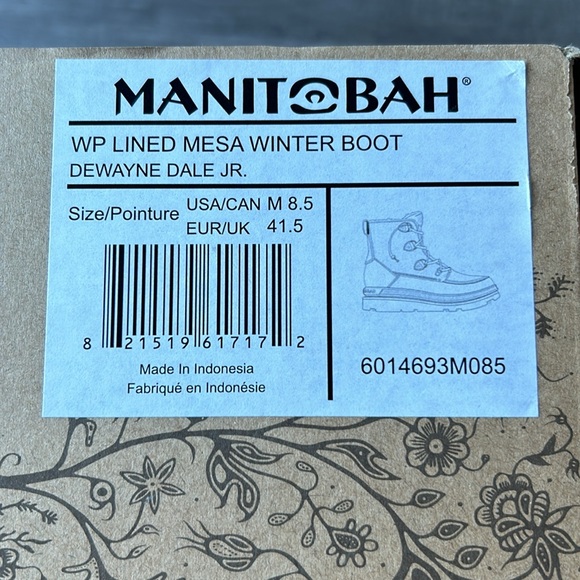 MANITOBAH®
WP LINED MESA WINTER BOOT
DEWAYNE DALE JR.
Size/Pointure USA/CAN M 8.5
EUR/UK 41.5
8 21519 61717 2
Made In Indonesia
Fabriqué en Indonésie
6014693M085